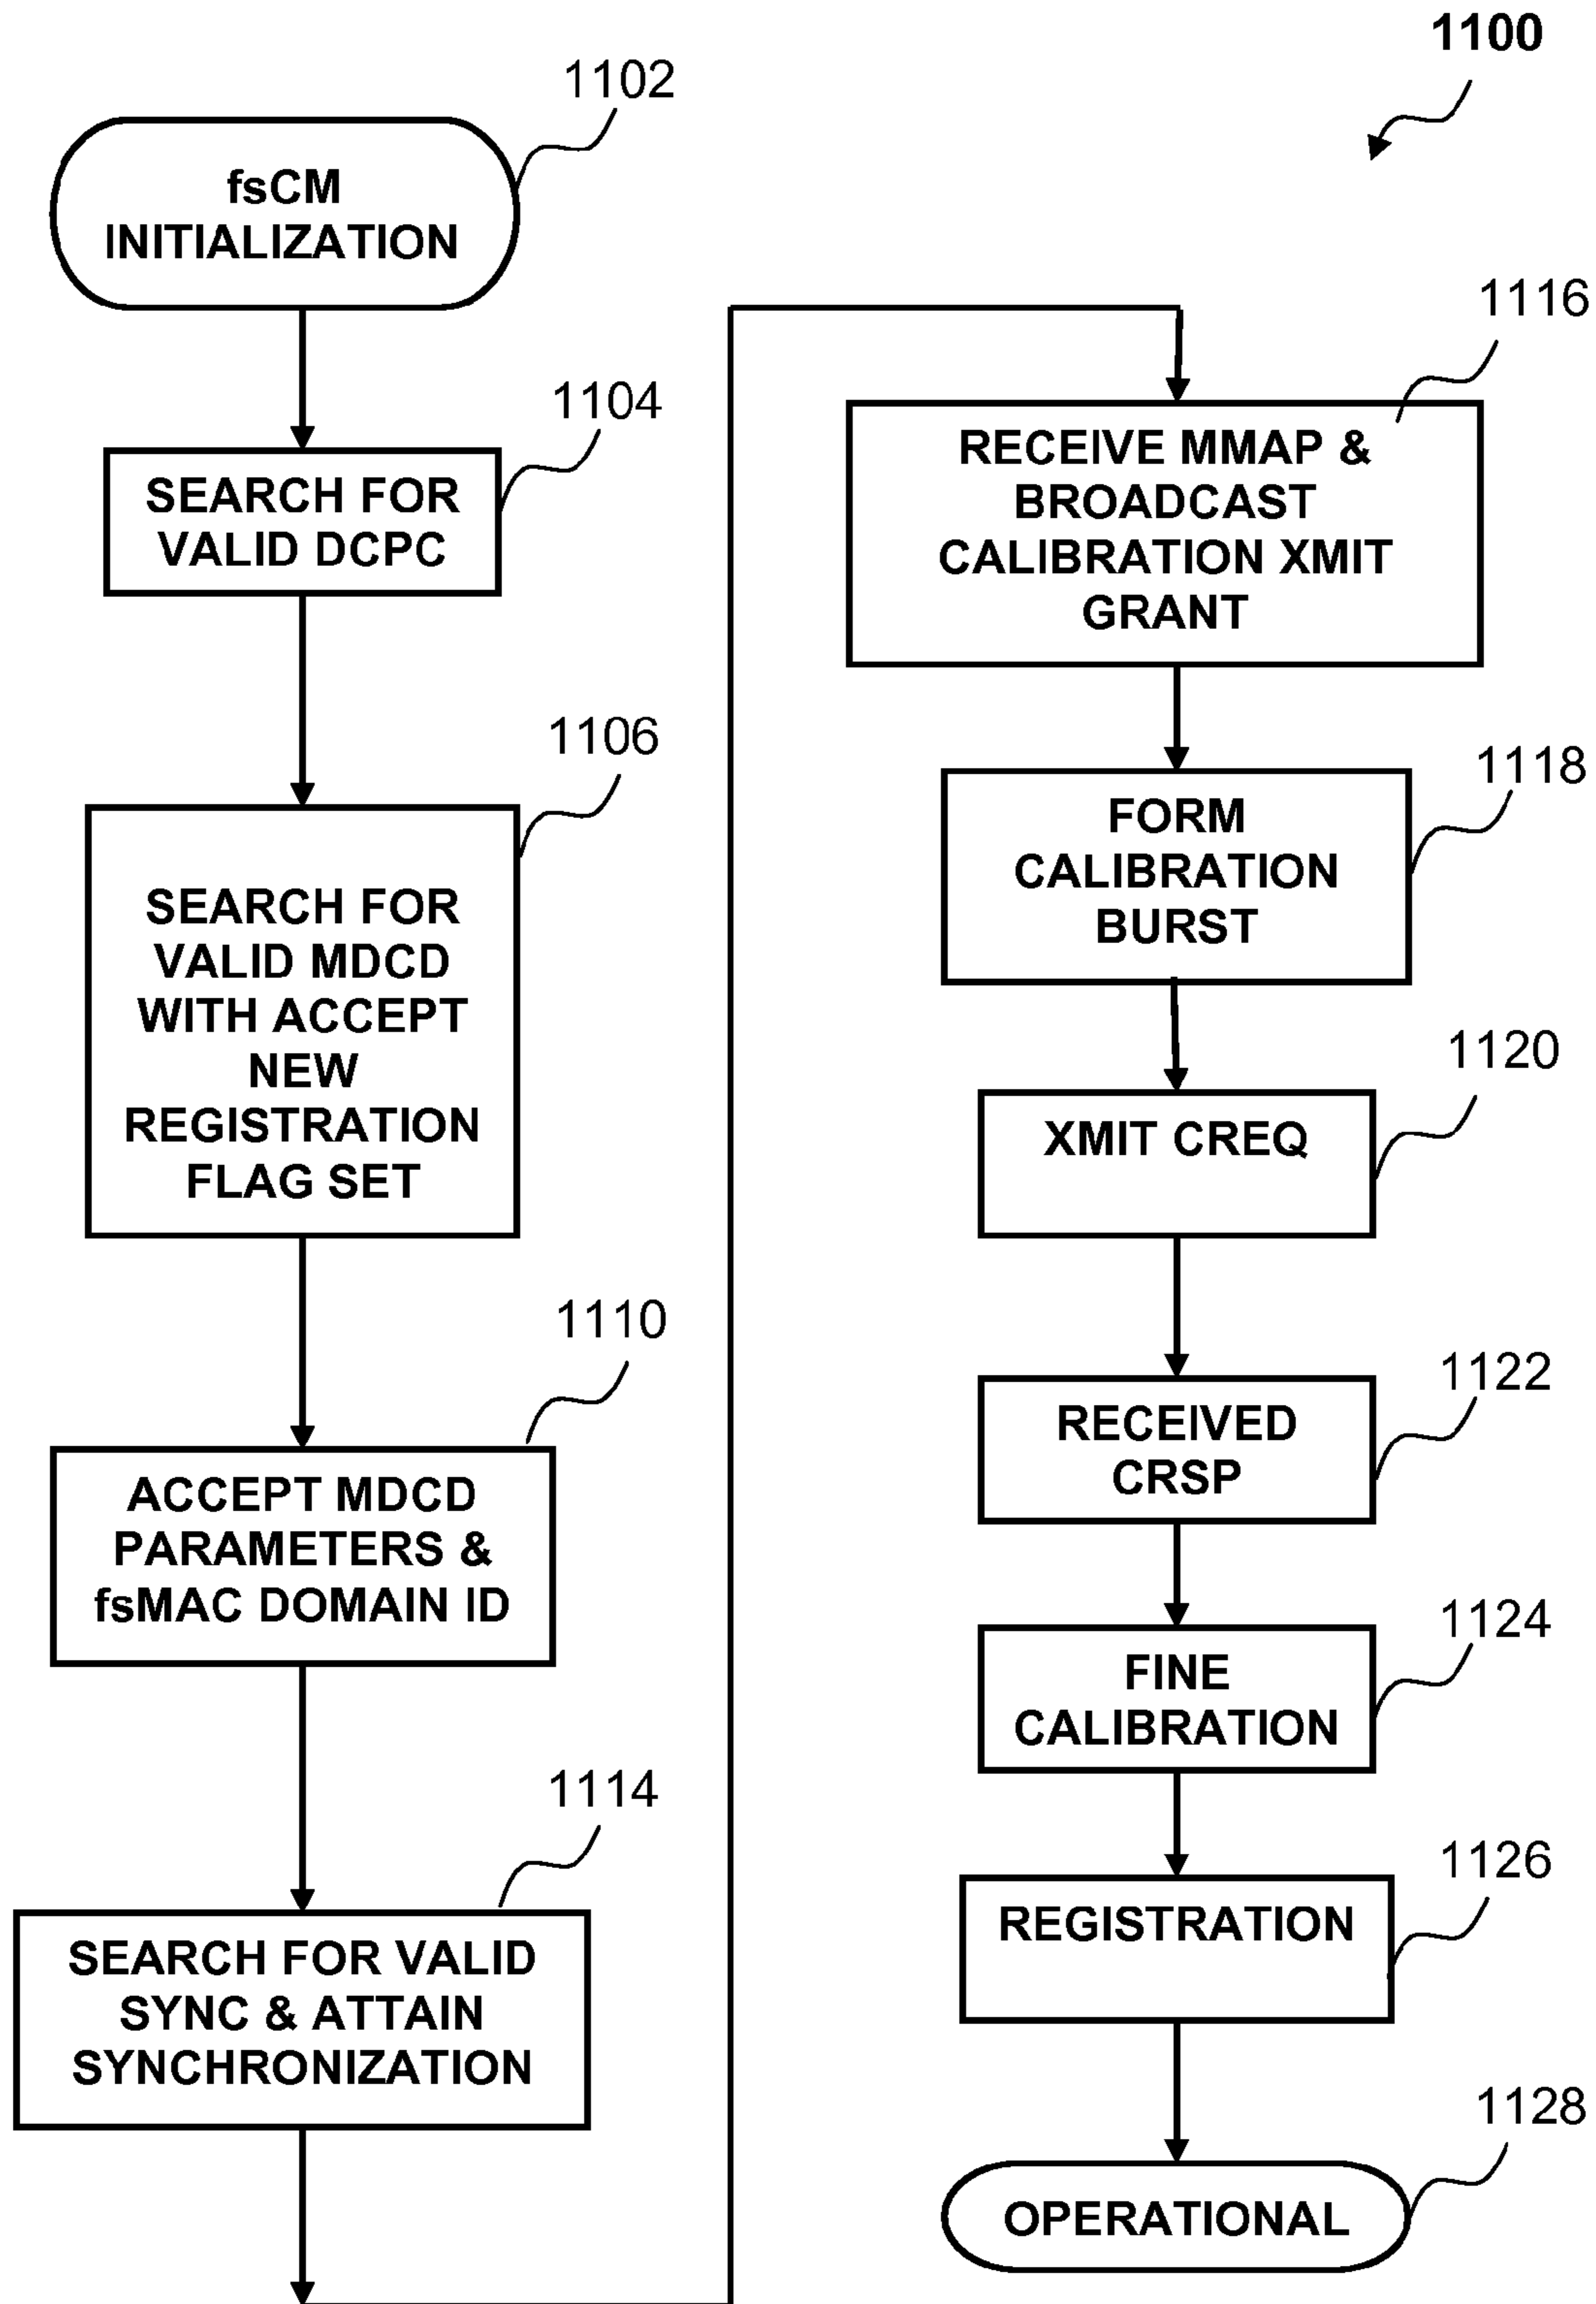 1100
1102
fsCM
INITIALIZATION
1104
SEARCH FOR
VALID DCPC
1106
SEARCH FOR
VALID MDCD
WITH ACCEPT
NEW
REGISTRATION
FLAG SET
1110
ACCEPT MDCD
PARAMETERS &
fsMAC DOMAIN ID
1114
SEARCH FOR VALID
SYNC & ATTAIN
SYNCHRONIZATION
1116
RECEIVE MMAP &
BROADCAST
CALIBRATION XMIT
GRANT
1118
FORM
CALIBRATION
BURST
1120
XMIT CREQ
1122
RECEIVED
CRSP
1124
FINE
CALIBRATION
1126
REGISTRATION
1128
OPERATIONAL